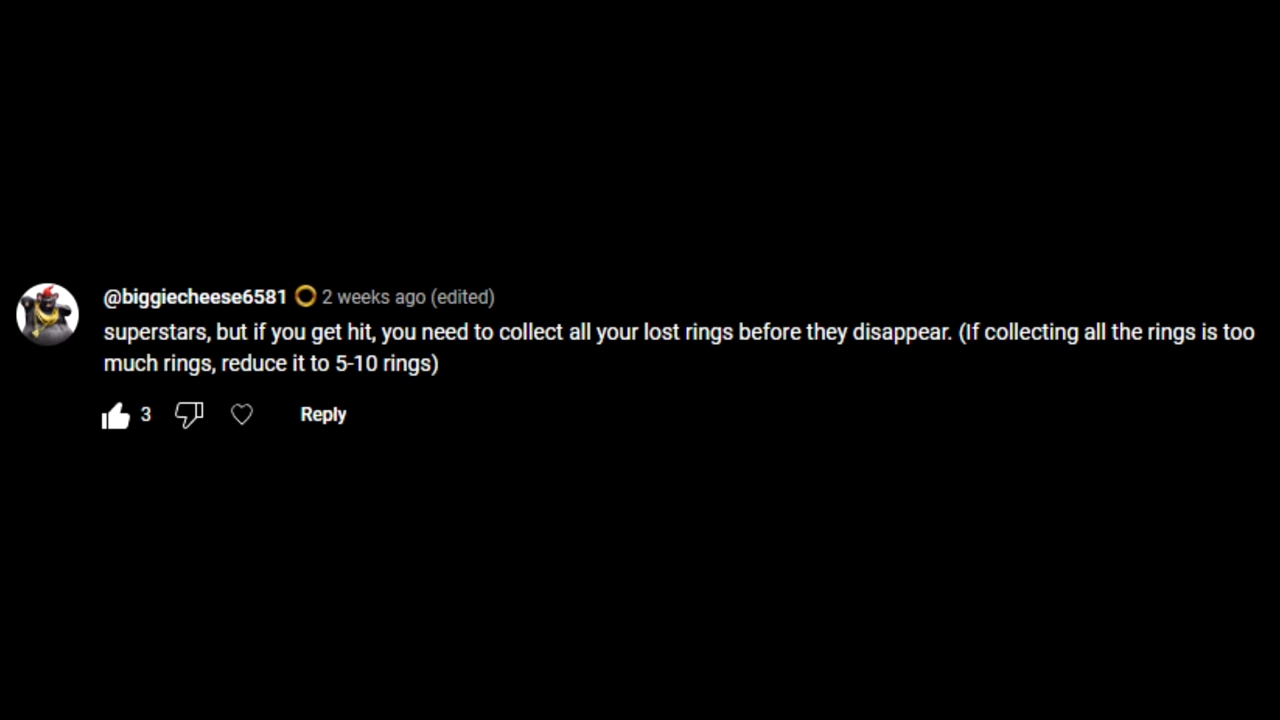 @biggiecheese6581 2 weeks ago (edited)
superstars, but if you get hit, you need to collect all your lost rings before they disappear. (If collecting all the rings is too
much rings, reduce it to 5-10 rings)
3 Reply